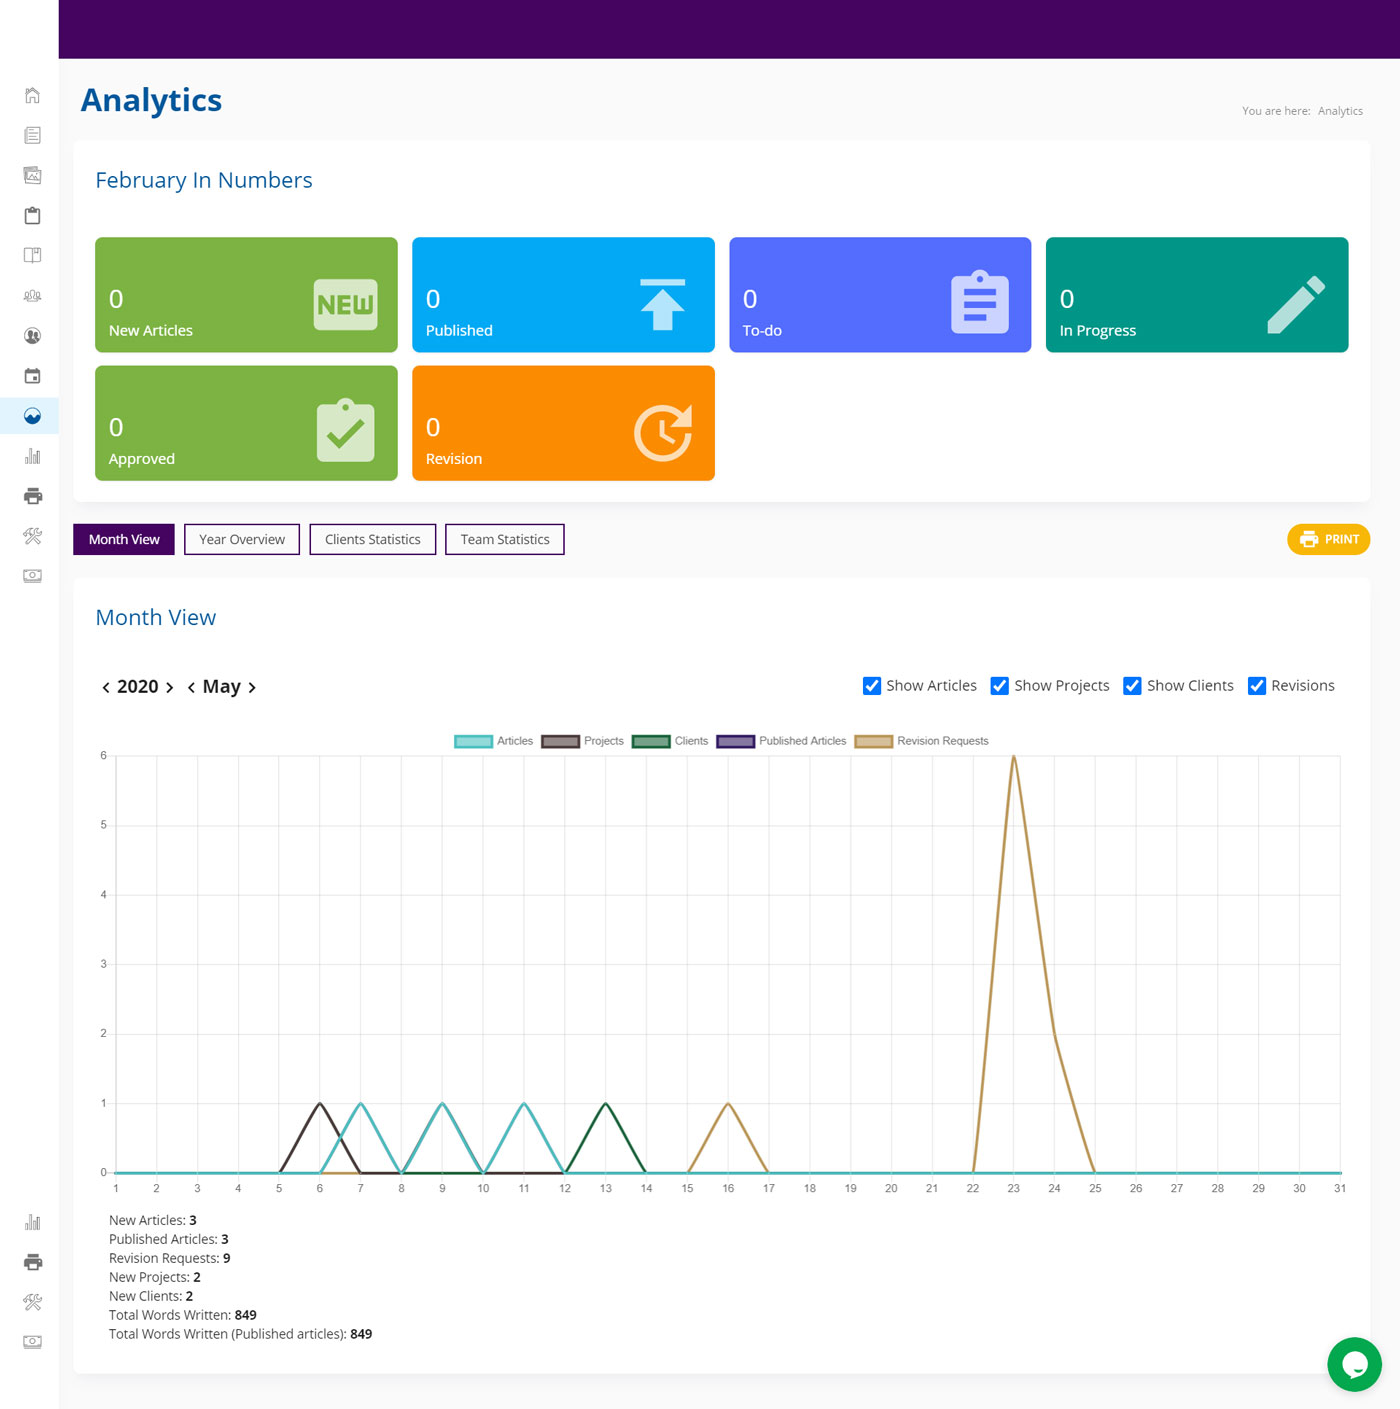 Analytics
You are here: Analytics
February In Numbers
0
New Articles
NEW
0
Published
0
To-do
0
In Progress
0
Approved
0
Revision
Month View
Year Overview
Clients Statistics
Team Statistics
PRINT
Month View
2020 May
Show Articles Show Projects Show Clients Revisions
Articles Projects Clients Published Articles Revision Requests
6
5
4
3
2
1
0
1 2 3 4 5 6 7 8 9 10 11 12 13 14 15 16 17 18 19 20 21 22 23 24 25 26 27 28 29 30 31
New Articles: 3
Published Articles: 3
Revision Requests: 9
New Projects: 2
New Clients: 2
Total Words Written: 849
Total Words Written (Published articles): 849